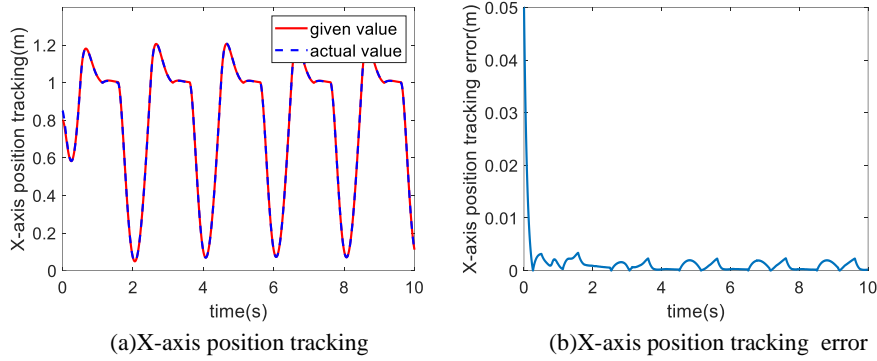 given value
actual value
X-axis position tracking(m)
1.2
1
0.8
0.6
0.4
0.2
0
0 2 4 6 8 10
time(s)
(a)X-axis position tracking
X-axis position tracking error(m)
0.05
0.04
0.03
0.02
0.01
0
0 2 4 6 8 10
time(s)
(b)X-axis position tracking error